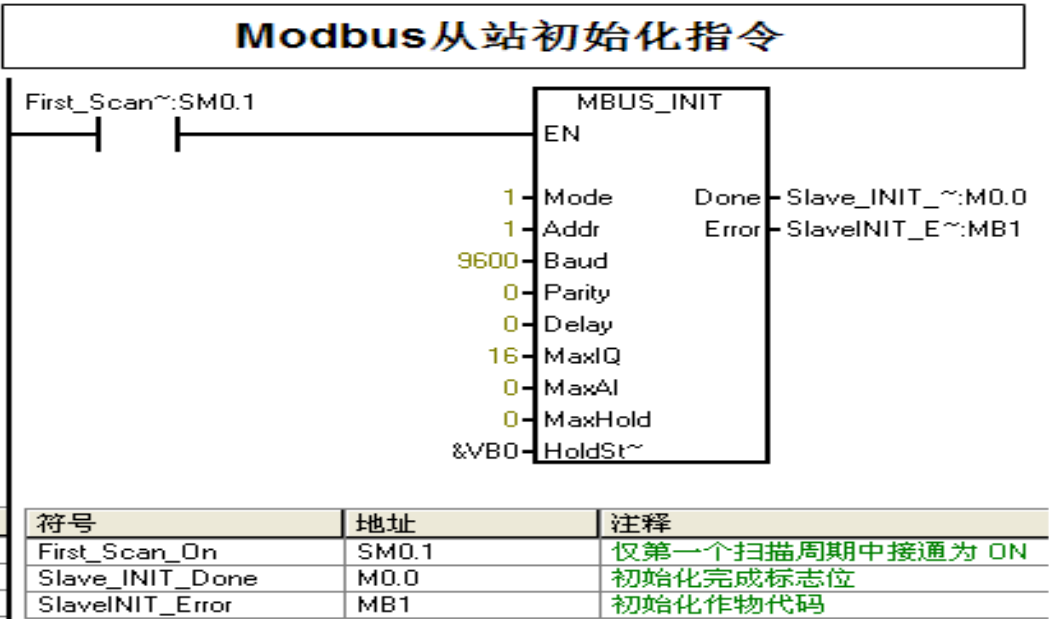 Modbus从站初始化指令
First_Scan~:SM0.1
MBUS_INIT
EN
1 Mode Done Slave_INIT_~:M0.0
1 Addr Error SlaveINIT_E~:MB1
9600 Baud
0 Parity
0 Delay
16 MaxIQ
0 MaxAI
0 MaxHold
&VB0 HoldSt~
符号 地址 注释
First_Scan_On SM0.1 仅第一个扫描周期中接通为 ON
Slave_INIT_Done M0.0 初始化完成标志位
SlaveINIT_Error MB1 初始化作物代码